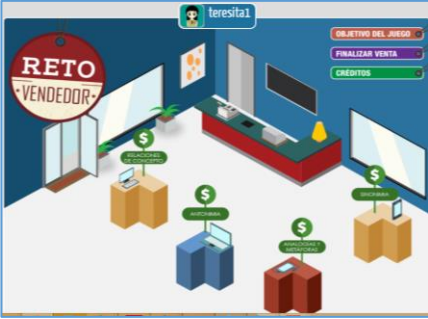 teresita1
OBJETIVO DEL JUEGO
FINALIZAR VENTA
CRÉDITOS
RETO
• VENDEDOR •
$
RELACIONES
DE CONCEPTO
$
ANTONIMIA
$
ANALOGÍAS Y
METÁFORAS
$
SINONIMIA